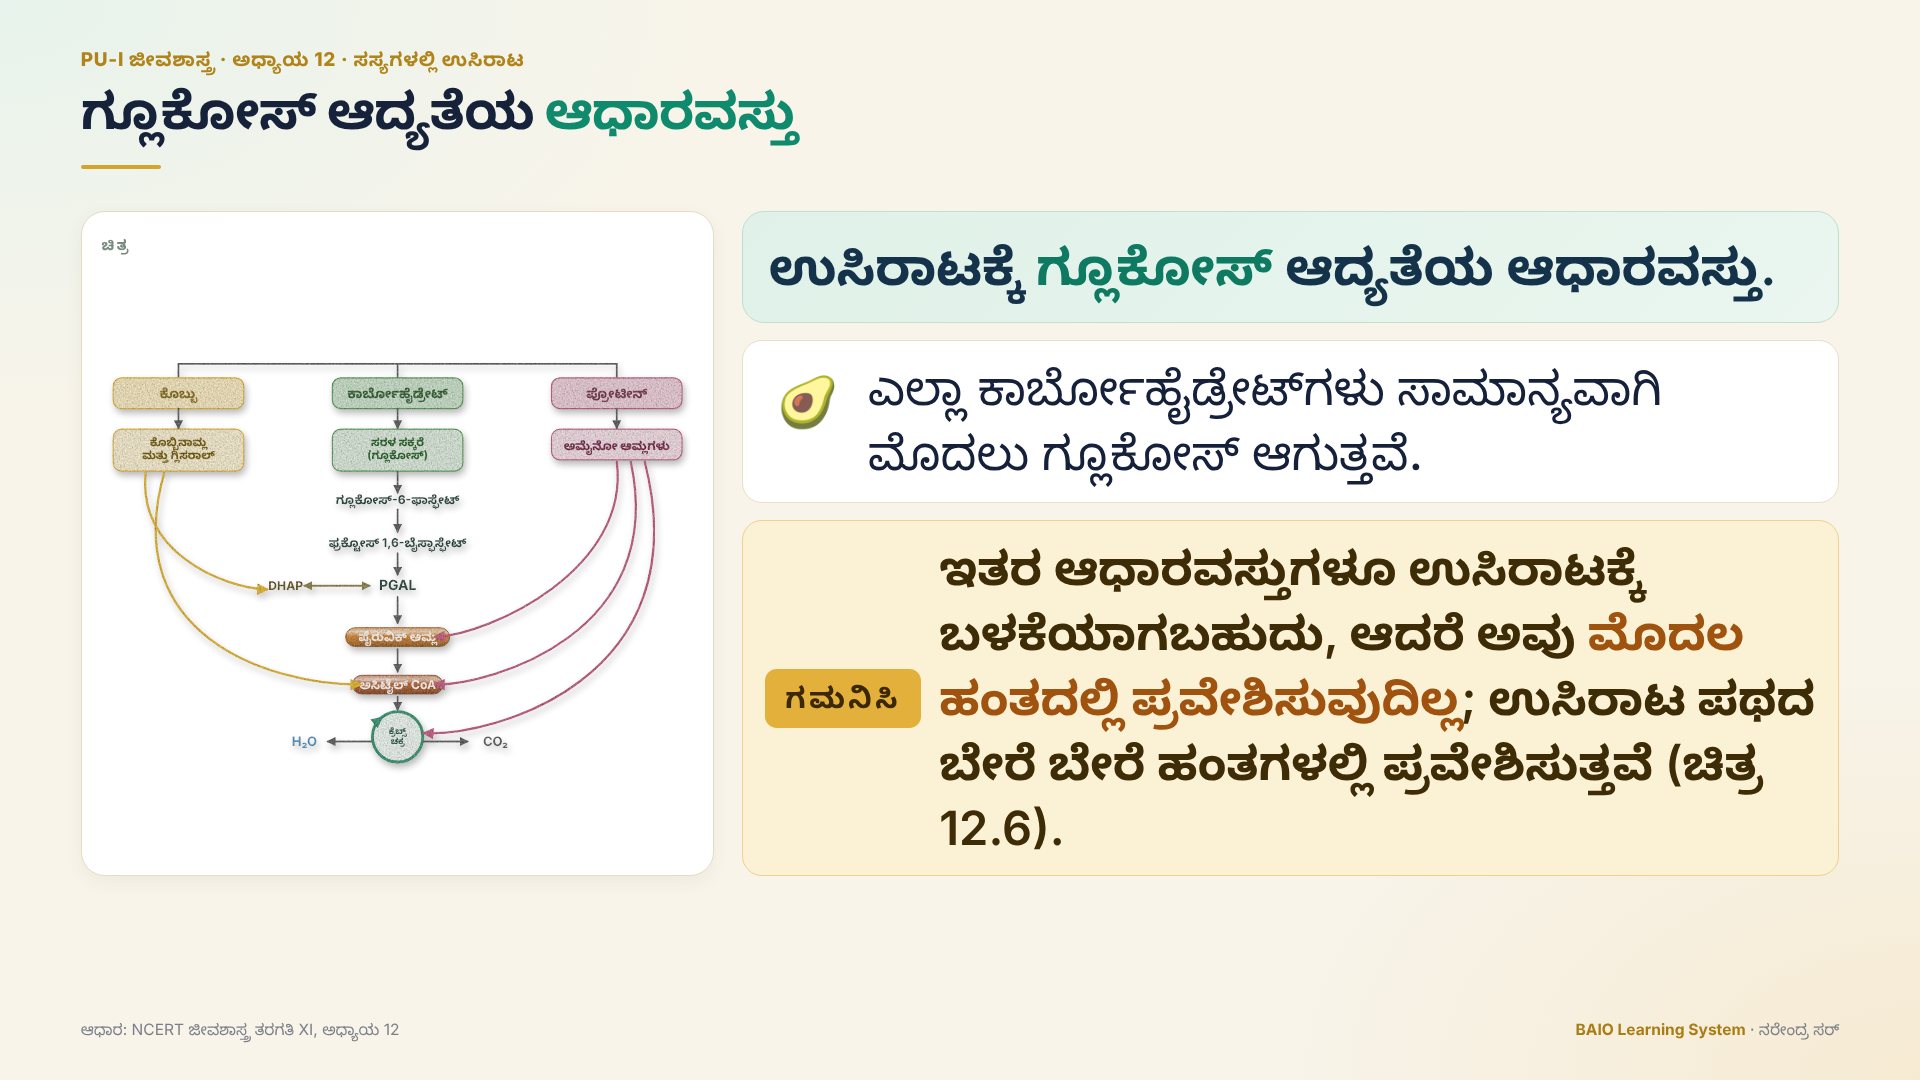 PU-I ಜೀವಶಾಸ್ತ್ರ · ಅಧ್ಯಾಯ 12 · ಸಸ್ಯಗಳಲ್ಲಿ ಉಸಿರಾಟ
ಗ್ಲೂಕೋಸ್ ಆದ್ಯತೆಯ ಆಧಾರವಸ್ತು
ಚಿತ್ರ
ಕೊಬ್ಬು
ಕಾರ್ಬೋಹೈಡ್ರೇಟ್
ಪ್ರೋಟೀನ್
ಕೊಬ್ಬಿನಾಮ್ಲ
ಮತ್ತು ಗ್ಲಿಸರಾಲ್
ಸರಳ ಸಕ್ಕರೆ
(ಗ್ಲೂಕೋಸ್)
ಅಮೈನೋ ಆಮ್ಲಗಳು
ಗ್ಲೂಕೋಸ್-6-ಫಾಸ್ಫೇಟ್
ಫ್ರಕ್ಟೋಸ್ 1,6-ಬೈಸ್ಫಾಸ್ಫೇಟ್
DHAP
PGAL
ಪೈರುವಿಕ್ ಆಮ್ಲ
ಅಸಿಟೈಲ್ CoA
ಕ್ರೆಬ್ಸ್
ಚಕ್ರ
H₂O
CO₂
ಉಸಿರಾಟಕ್ಕೆ ಗ್ಲೂಕೋಸ್ ಆದ್ಯತೆಯ ಆಧಾರವಸ್ತು.
ಎಲ್ಲಾ ಕಾರ್ಬೋಹೈಡ್ರೇಟ್‌ಗಳು ಸಾಮಾನ್ಯವಾಗಿ
ಮೊದಲು ಗ್ಲೂಕೋಸ್ ಆಗುತ್ತವೆ.
ಗಮನಿಸಿ
ಇತರ ಆಧಾರವಸ್ತುಗಳೂ ಉಸಿರಾಟಕ್ಕೆ
ಬಳಕೆಯಾಗಬಹುದು, ಆದರೆ ಅವು ಮೊದಲ
ಹಂತದಲ್ಲಿ ಪ್ರವೇಶಿಸುವುದಿಲ್ಲ; ಉಸಿರಾಟ ಪಥದ
ಬೇರೆ ಬೇರೆ ಹಂತಗಳಲ್ಲಿ ಪ್ರವೇಶಿಸುತ್ತವೆ (ಚಿತ್ರ
12.6).
ಆಧಾರ: NCERT ಜೀವಶಾಸ್ತ್ರ ತರಗತಿ XI, ಅಧ್ಯಾಯ 12
BAIO Learning System · ನರೇಂದ್ರ ಸರ್